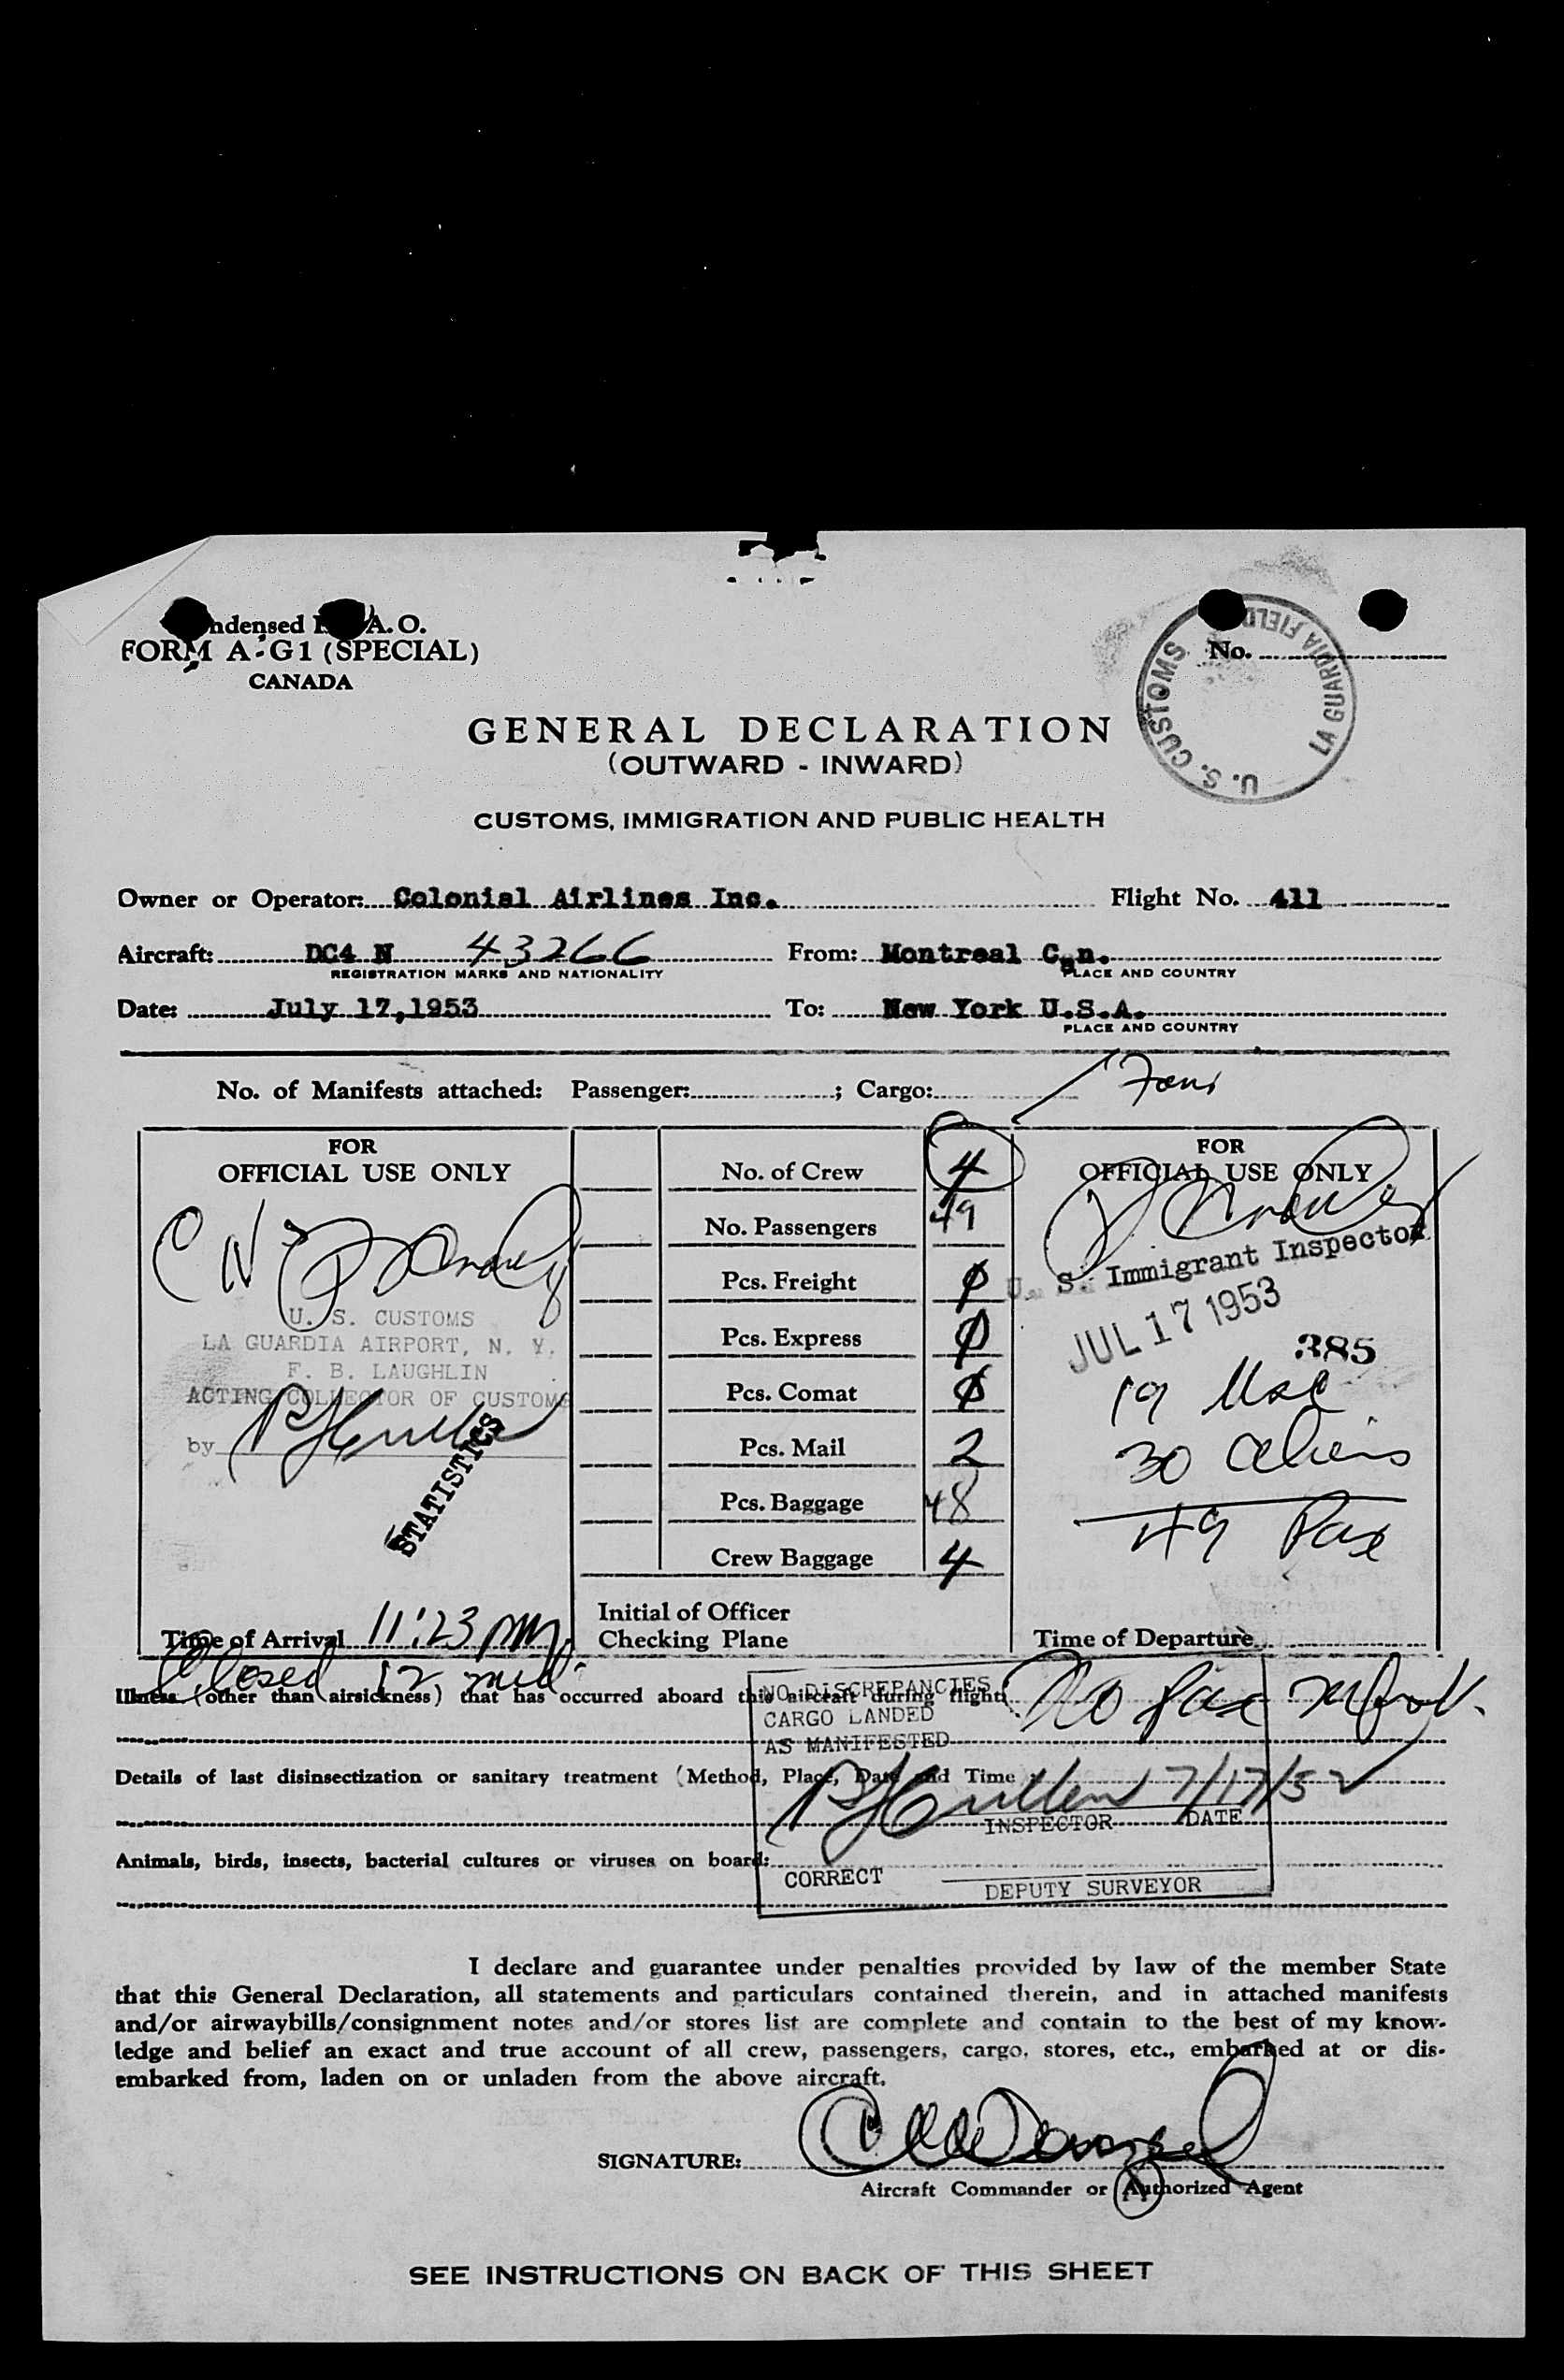 ndensed I A. O.
FORM A-G1 (SPECIAL)
CANADA
No.
U. S. CUSTOMS LA GUARDIA FIELD
GENERAL DECLARATION
(OUTWARD - INWARD)
CUSTOMS, IMMIGRATION AND PUBLIC HEALTH
Owner or Operator: Colonial Airlines Inc. Flight No. 411
Aircraft: DC4 N 43266 From: Montreal Can.
REGISTRATION MARKS AND NATIONALITY PLACE AND COUNTRY
Date: July 17,1953 To: New York U.S.A.
PLACE AND COUNTRY
No. of Manifests attached: Passenger: ; Cargo:
FOR
OFFICIAL USE ONLY
U. S. CUSTOMS
LA GUARDIA AIRPORT, N. Y.
F. B. LAUGHLIN
ACTING COLLECTOR OF CUSTOMS
by
STATISTICS
Time of Arrival 11:23 pm
No. of Crew 4
No. Passengers 49
Pcs. Freight 0
Pcs. Express 0
Pcs. Comat 0
Pcs. Mail 2
Pcs. Baggage 48
Crew Baggage 4
Initial of Officer
Checking Plane
FOR
OFFICIAL USE ONLY
U. S. Immigrant Inspector
JUL 17 1953
385
19 Usc
30 aliens
49 Pax
Time of Departure
Closed 12 mid.
Illness (other than airsickness) that has occurred aboard this aircraft during flight: No pax
NO DISCREPANCIES
CARGO LANDED
AS MANIFESTED
Details of last disinsectization or sanitary treatment (Method, Place, Date and Time
7/17/52
INSPECTOR DATE
Animals, birds, insects, bacterial cultures or viruses on board:
CORRECT
DEPUTY SURVEYOR
I declare and guarantee under penalties provided by law of the member State
that this General Declaration, all statements and particulars contained therein, and in attached manifests
and/or airwaybills/consignment notes and/or stores list are complete and contain to the best of my know-
ledge and belief an exact and true account of all crew, passengers, cargo, stores, etc., embarked at or dis-
embarked from, laden on or unladen from the above aircraft.
SIGNATURE:
Aircraft Commander or Authorized Agent
SEE INSTRUCTIONS ON BACK OF THIS SHEET